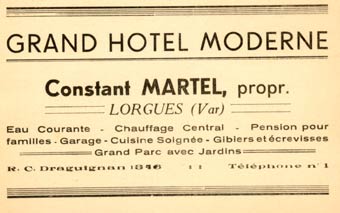 GRAND HOTEL MODERNE
Constant MARTEL, propr.
LORGUES (Var)
Eau Courante - Chauffage Central - Pension pour
familles - Garage - Cuisine Soignée - Gibiers et écrevisses
Grand Parc avec Jardins
R. C. Draguignan 1846 : : Téléphone n° 1